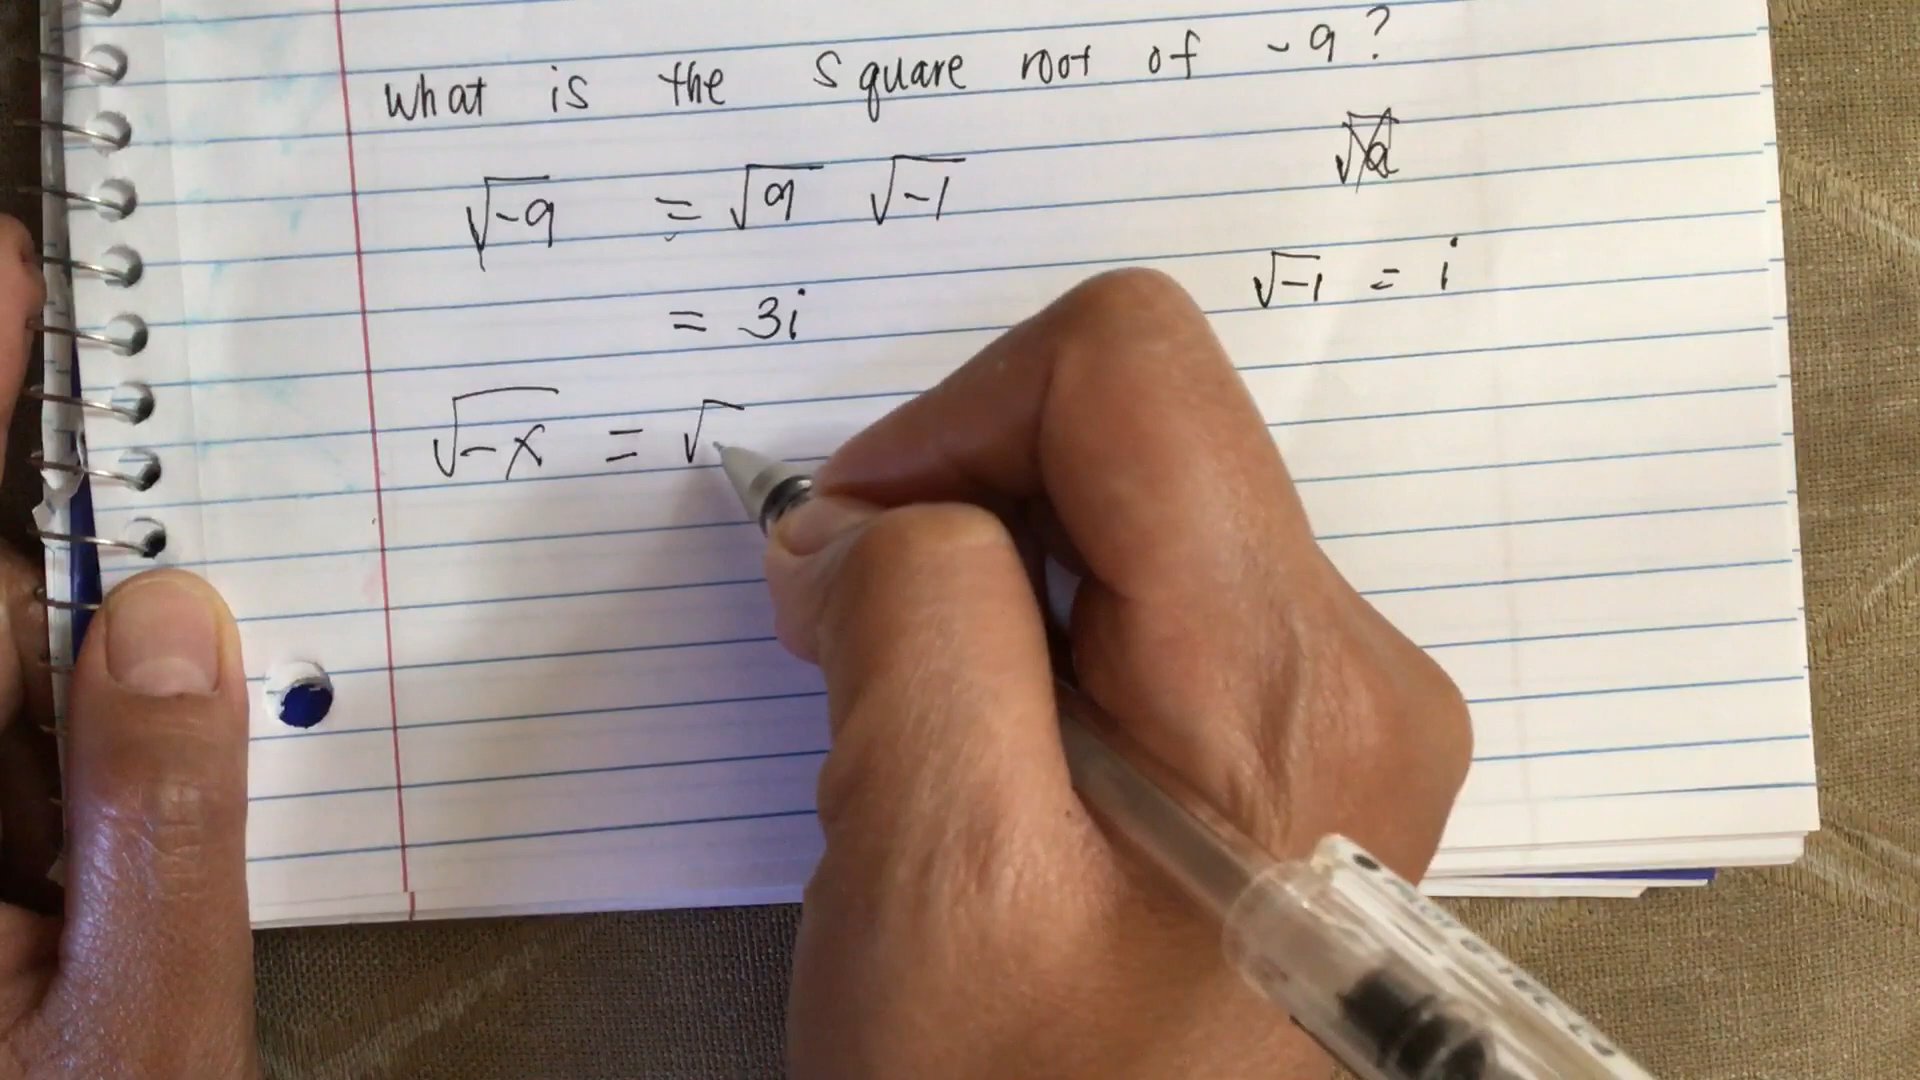 What is the square root of -9?
√a
√-9 = √9 √-1
√-1 = i
= 3i
√-x = √